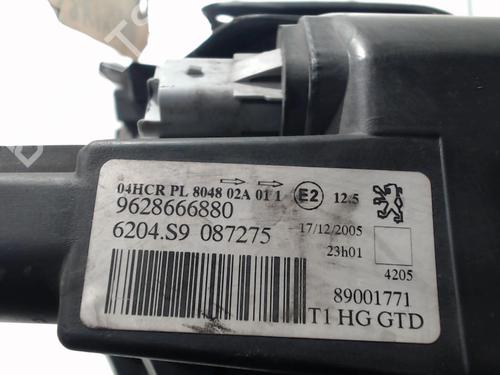 04HCR PL 8048 02A 01 1 E2 12.5
9628666880
6204.S9 087275
17/12/2005
23h01
4205
89001771
T1 HG GTD